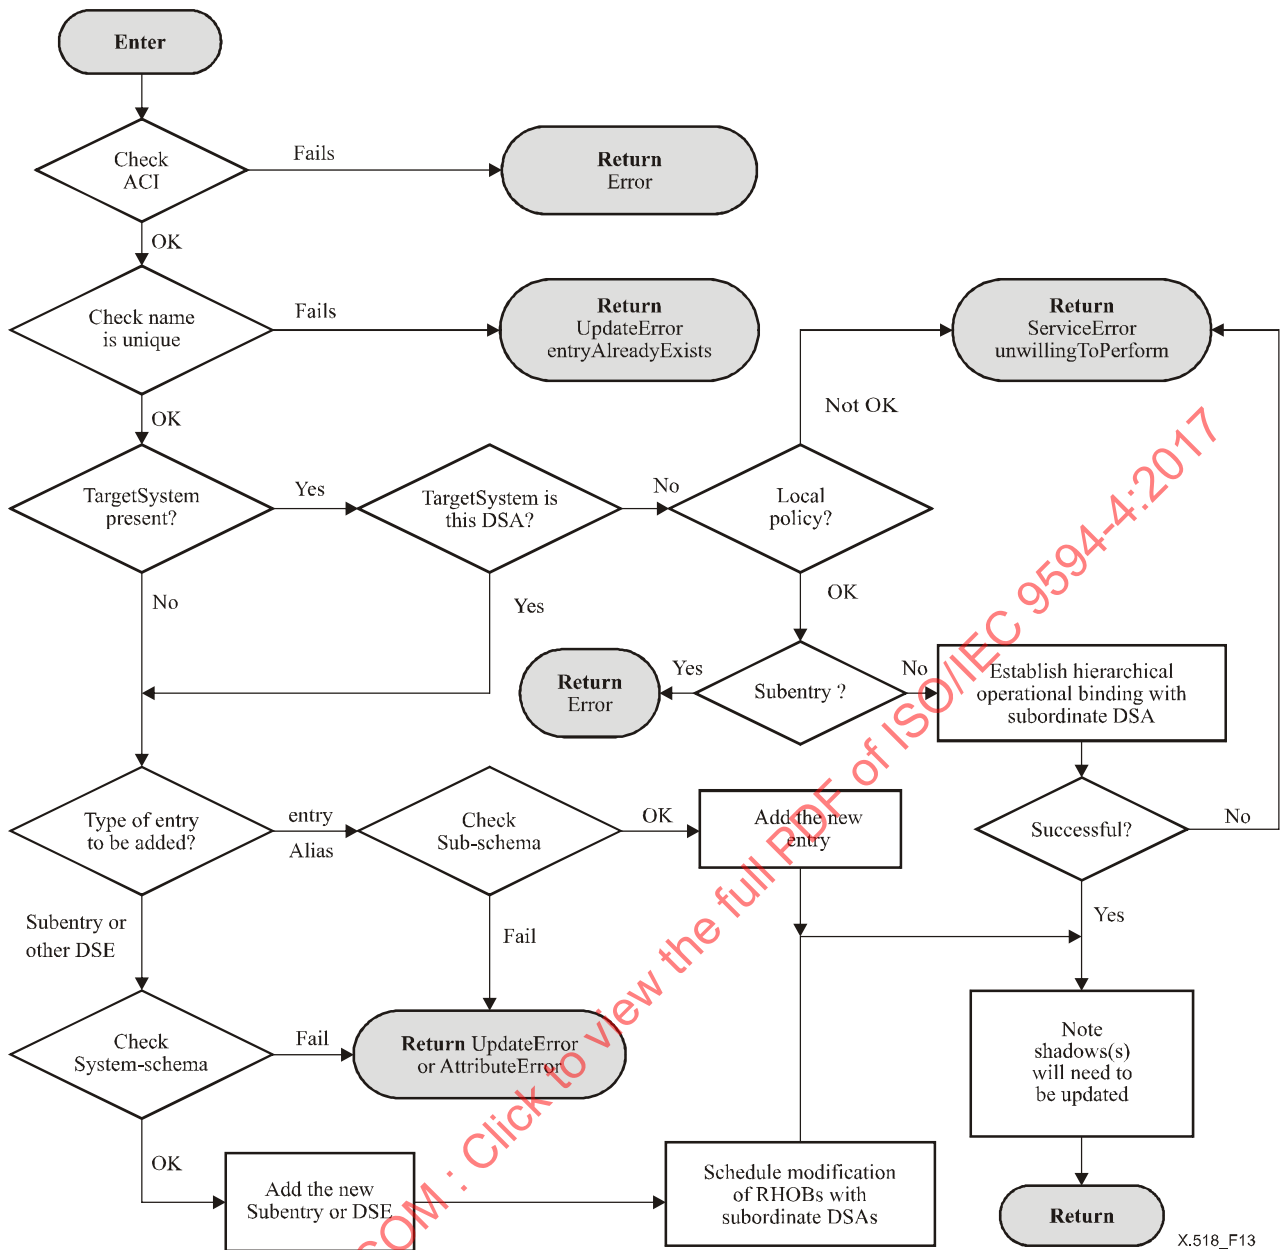 Enter
Check
ACI
Fails
Return
Error
OK
Check name
is unique
Fails
Return
UpdateError
entryAlreadyExists
Return
ServiceError
unwillingToPerform
OK
Not OK
TargetSystem
present?
Yes
TargetSystem is
this DSA?
No
Local
policy?
No
Yes
OK
Return
Error
Yes
Subentry ?
No
Establish hierarchical
operational binding with
subordinate DSA
Type of entry
to be added?
entry
Alias
Check
Sub-schema
OK
Add the new
entry
Successful?
No
Subentry or
other DSE
Fail
Yes
Check
System-schema
Fail
Return UpdateError
or AttributeError
Note
shadows(s)
will need to
be updated
OK
Add the new
Subentry or DSE
Schedule modification
of RHOBs with
subordinate DSAs
Return
X.518_F13
COM : Click to view the full PDF of ISO/IEC 9594-4:2017